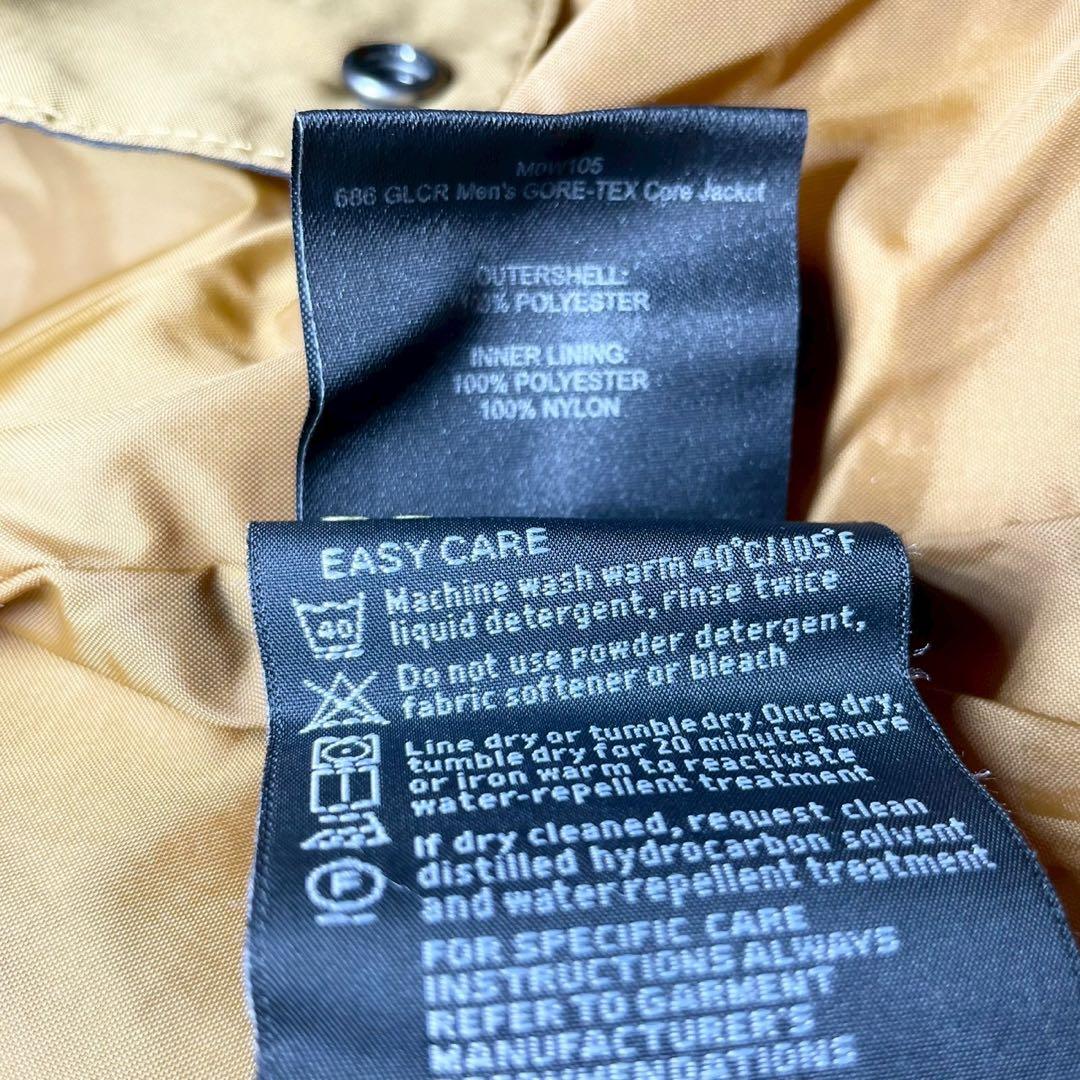 M0W105
686 GLCR Men's GORE-TEX Core Jacket
OUTERSHELL:
100% POLYESTER
INNER LINING:
100% POLYESTER
100% NYLON
EASY CARE
Machine wash warm 40°C/105°F
liquid detergent, rinse twice
40
Do not use powder detergent,
fabric softener or bleach
Line dry or tumbledry. Once dry,
tumble dry for 20 minutes more
or iron warm to reactivate
water-repellent treatment
If dry cleaned, request clean
distilled hydrocarbon solvent
and water repellent treatment
F
FOR SPECIFIC CARE
INSTRUCTIONS ALWAYS
REFER TO GARMENT
MANUFACTURER'S